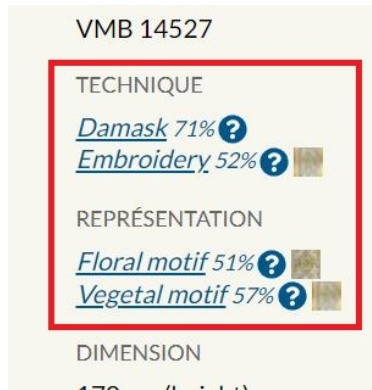 VMB 14527
TECHNIQUE
Damask 71% ?
Embroidery 52% ?
REPRÉSENTATION
Floral motif 51% ?
Vegetal motif 57% ?
DIMENSION